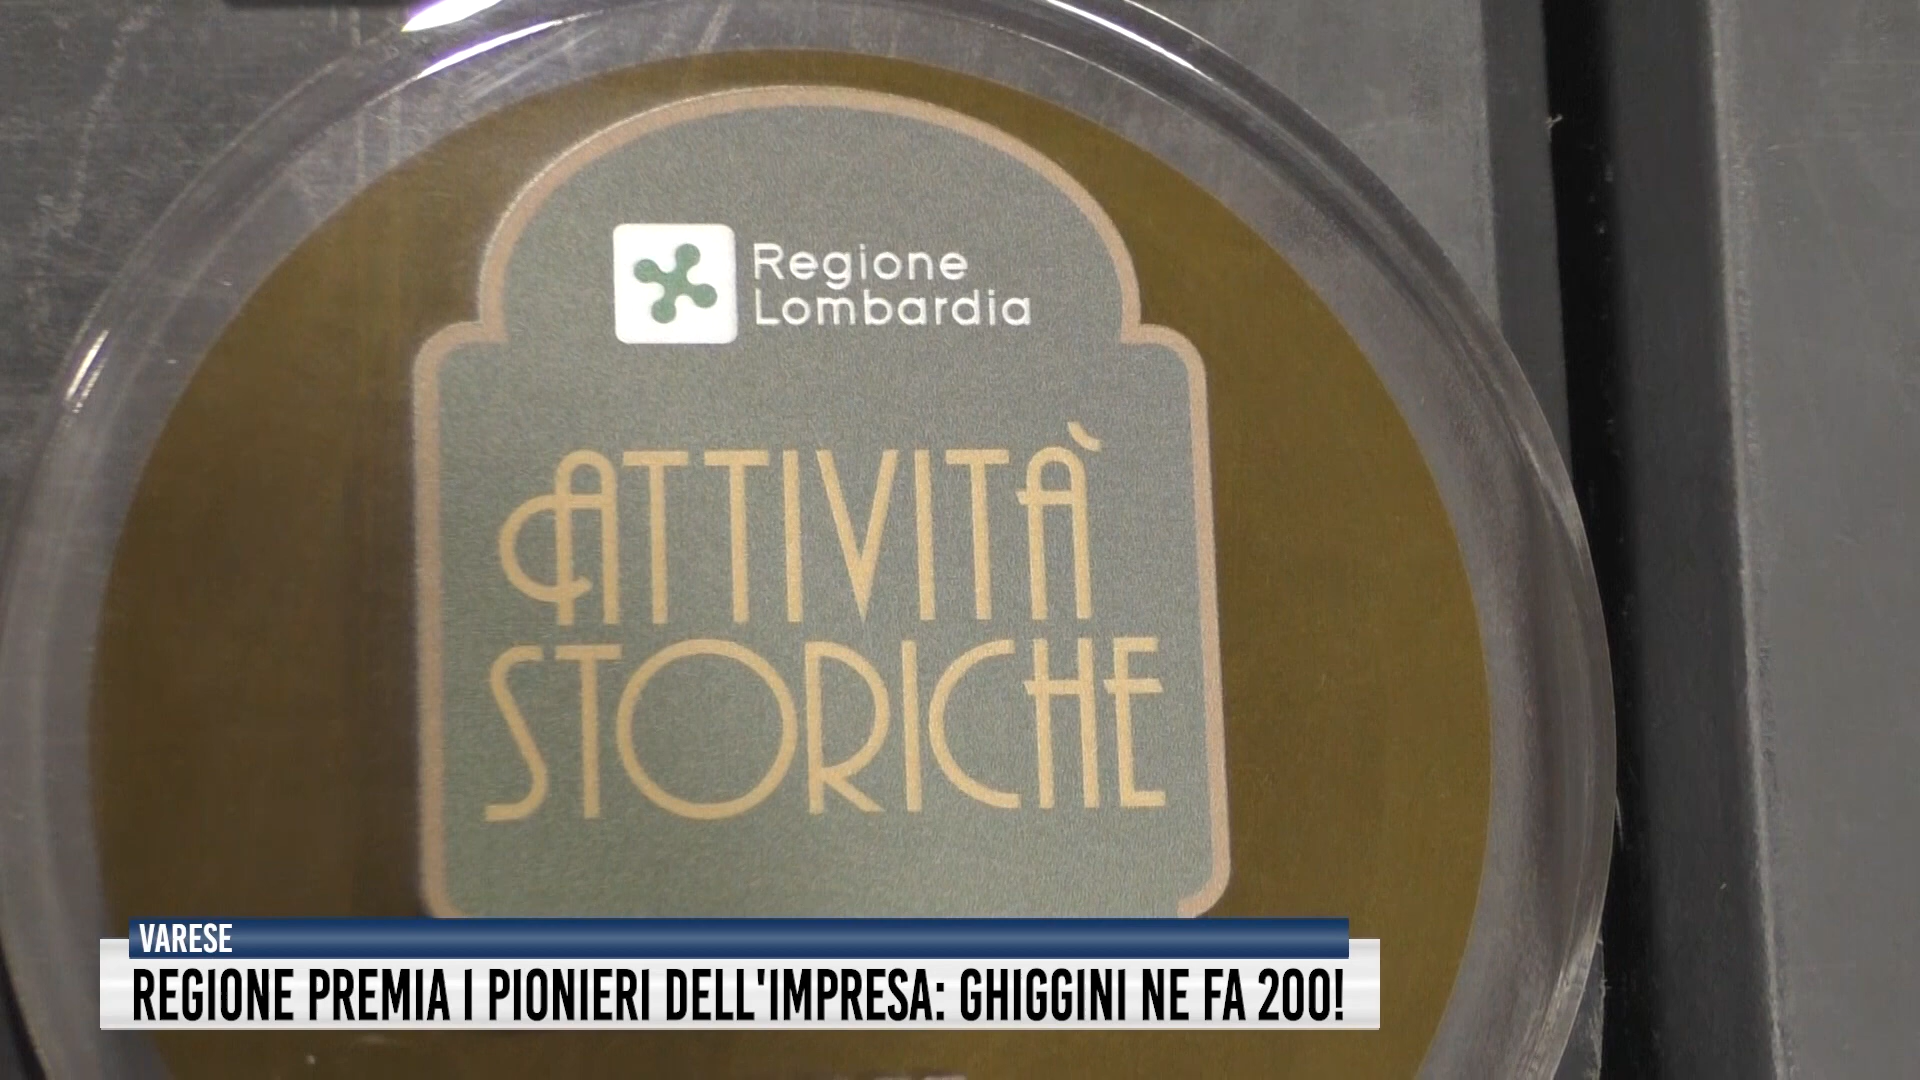 Regione
Lombardia
ATTIVITÀ
STORICHE
VARESE
REGIONE PREMIA I PIONIERI DELL'IMPRESA: GHIGGINI NE FA 200!